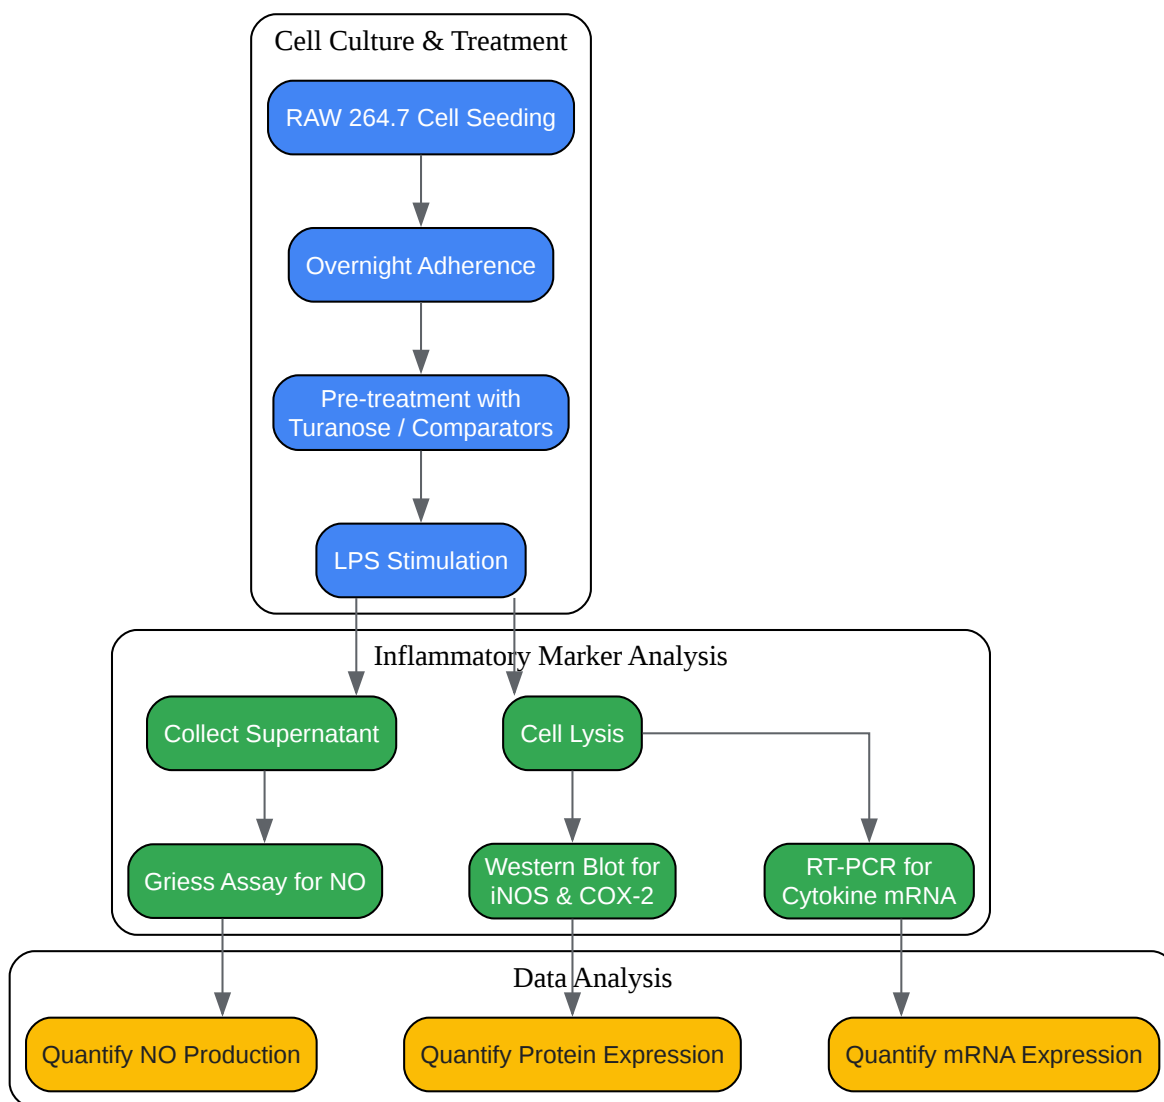 Cell Culture & Treatment
RAW 264.7 Cell Seeding
Overnight Adherence
Pre-treatment with
Turanose / Comparators
LPS Stimulation
Inflammatory Marker Analysis
Collect Supernatant
Cell Lysis
Griess Assay for NO
Western Blot for
iNOS & COX-2
RT-PCR for
Cytokine mRNA
Data Analysis
Quantify NO Production
Quantify Protein Expression
Quantify mRNA Expression